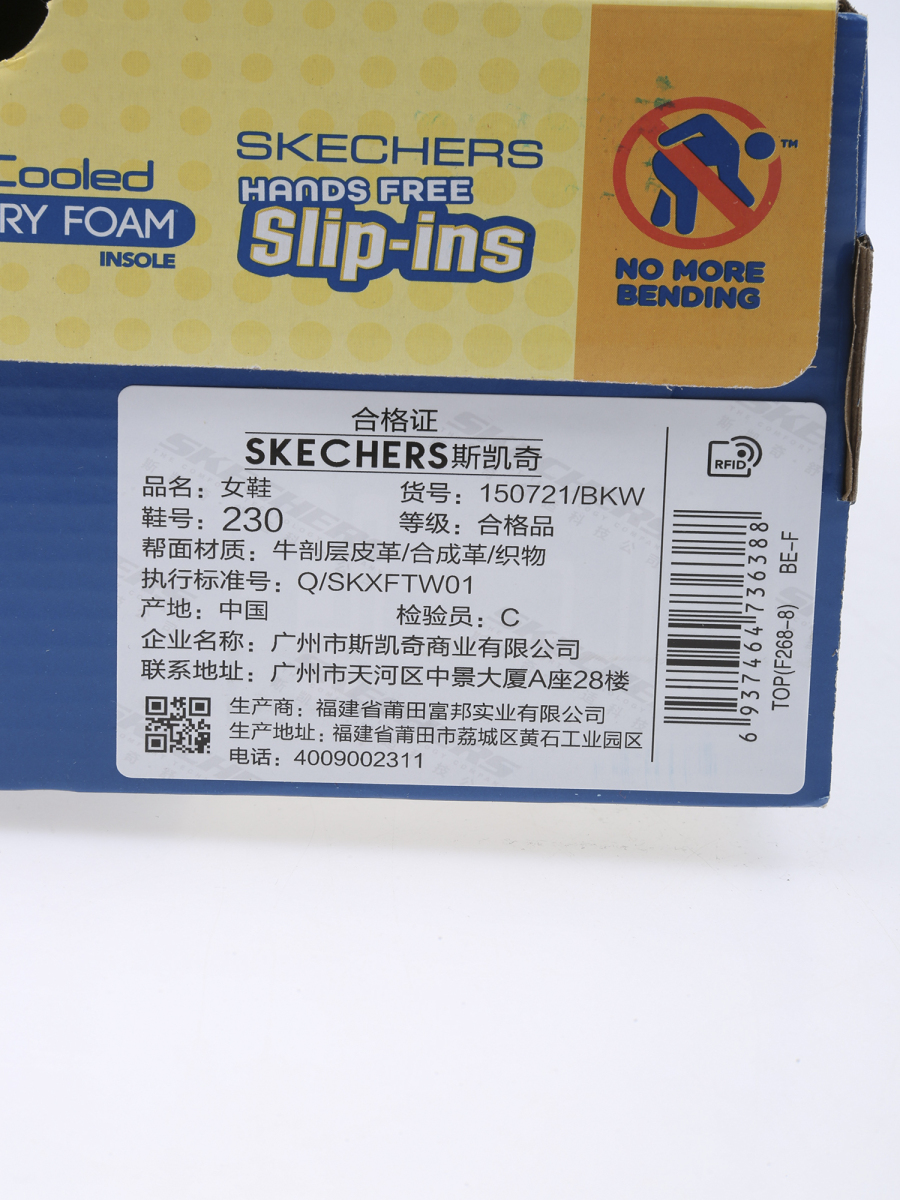 Cooled
RY FOAM
INSOLE
SKECHERS
HANDS FREE
Slip-ins
™
NO MORE
BENDING
合格证
SKECHERS斯凯奇
品名：女鞋 货号：150721/BKW
鞋号：230 等级：合格品
帮面材质：牛剖层皮革/合成革/织物
执行标准号：Q/SKXFTW01
产地：中国 检验员：C
企业名称：广州市斯凯奇商业有限公司
联系地址：广州市天河区中景大厦A座28楼
生产商：福建省莆田富邦实业有限公司
生产地址：福建省莆田市荔城区黄石工业园区
电话：4009002311
RFID
6937464736388
TOP(F268-8) BE-F